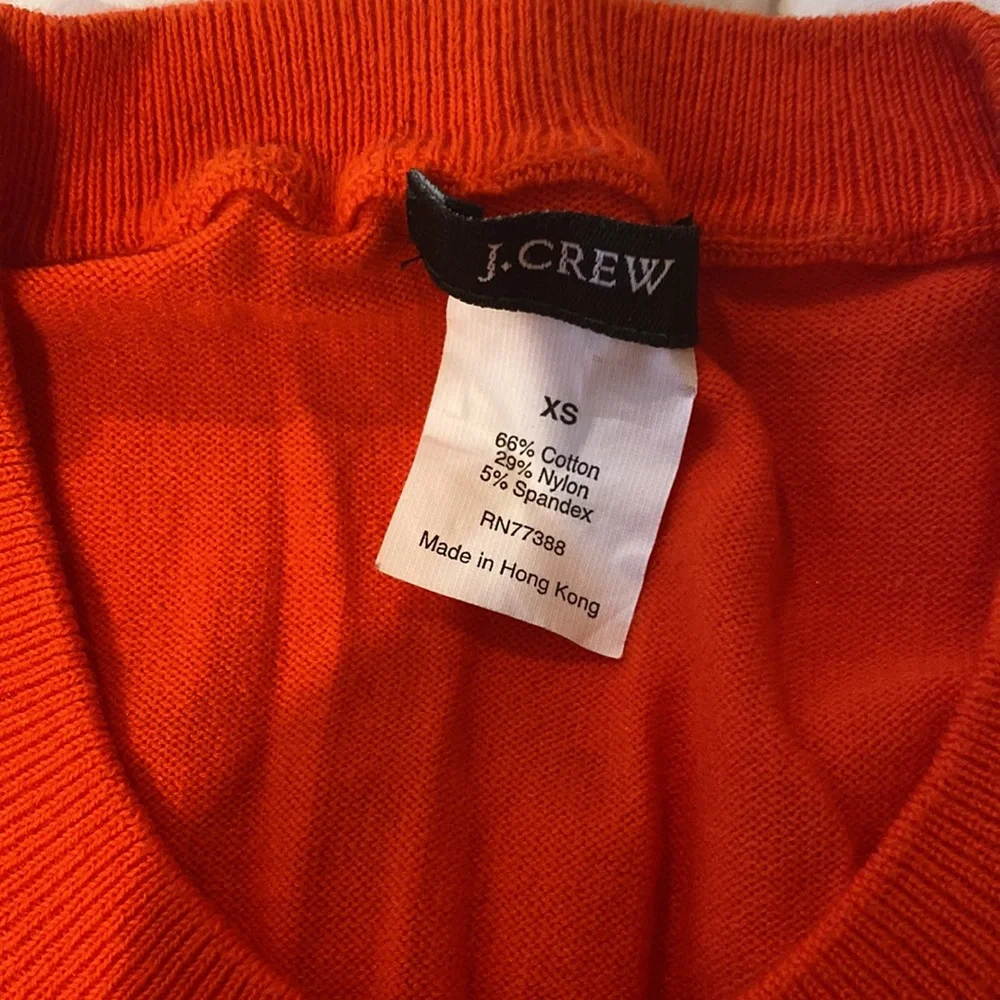 J.CREW
XS
66% Cotton
29% Nylon
5% Spandex
RN77388
Made in Hong Kong